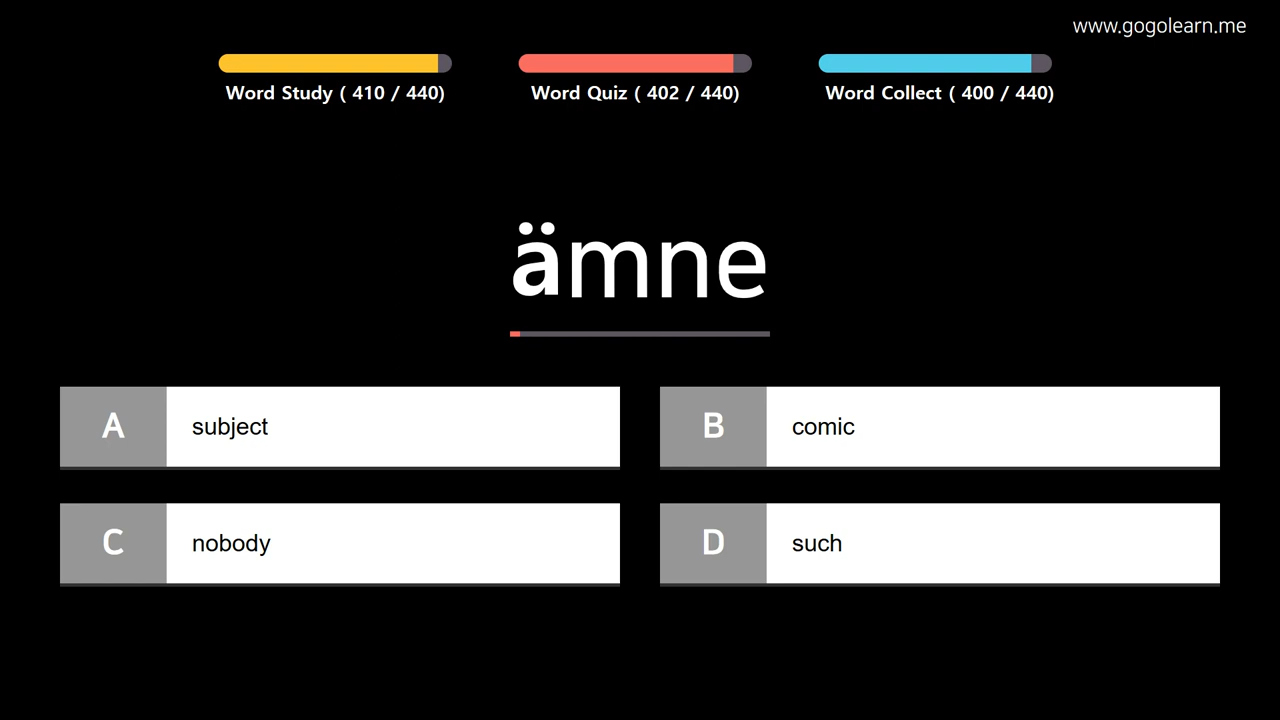 www.gogolearn.me
Word Study ( 410 / 440)
Word Quiz ( 402 / 440)
Word Collect ( 400 / 440)
ämne
A subject
B comic
C nobody
D such